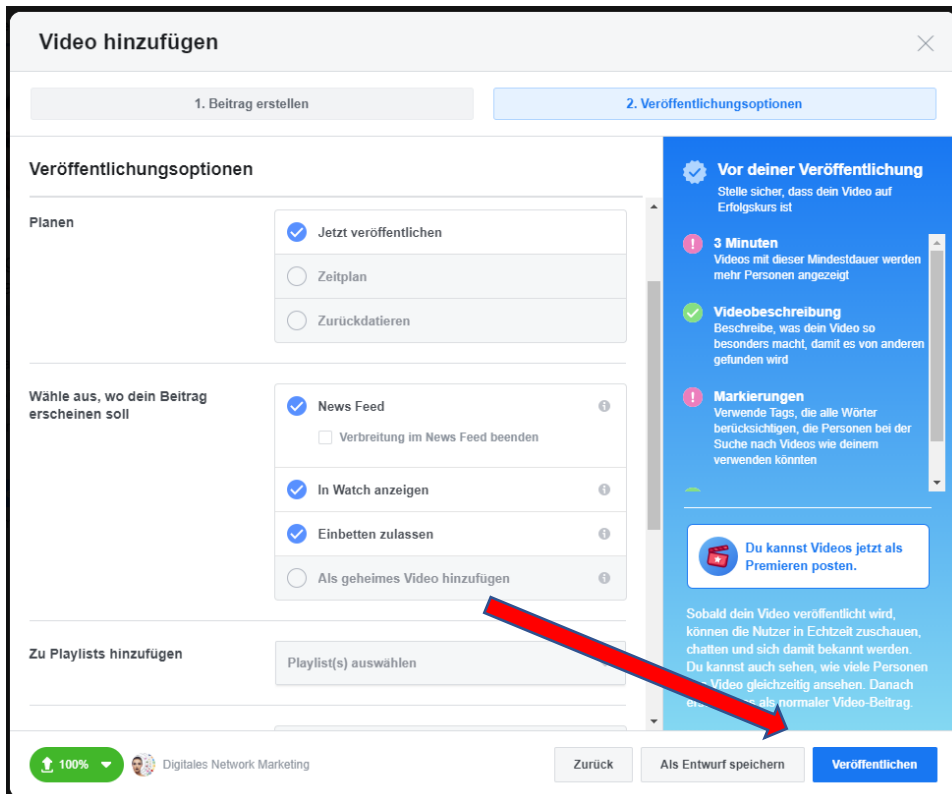 Video hinzufügen
1. Beitrag erstellen
2. Veröffentlichungsoptionen
Veröffentlichungsoptionen
Planen
Jetzt veröffentlichen
Zeitplan
Zurückdatieren
Wähle aus, wo dein Beitrag
erscheinen soll
News Feed
Verbreitung im News Feed beenden
In Watch anzeigen
Einbetten zulassen
Als geheimes Video hinzufügen
Zu Playlists hinzufügen
Playlist(s) auswählen
Vor deiner Veröffentlichung
Stelle sicher, dass dein Video auf
Erfolgskurs ist
3 Minuten
Videos mit dieser Mindestdauer werden
mehr Personen angezeigt
Videobeschreibung
Beschreibe, was dein Video so
besonders macht, damit es von anderen
gefunden wird
Markierungen
Verwende Tags, die alle Wörter
berücksichtigen, die Personen bei der
Suche nach Videos wie deinem
verwenden könnten
Du kannst Videos jetzt als
Premieren posten.
Sobald dein Video veröffentlicht wird,
können die Nutzer in Echtzeit zuschauen,
chatten und sich damit bekannt werden.
Du kannst auch sehen, wie viele Personen
Video gleichzeitig ansehen. Danach
als normaler Video-Beitrag.
100%
Digitales Network Marketing
Zurück
Als Entwurf speichern
Veröffentlichen